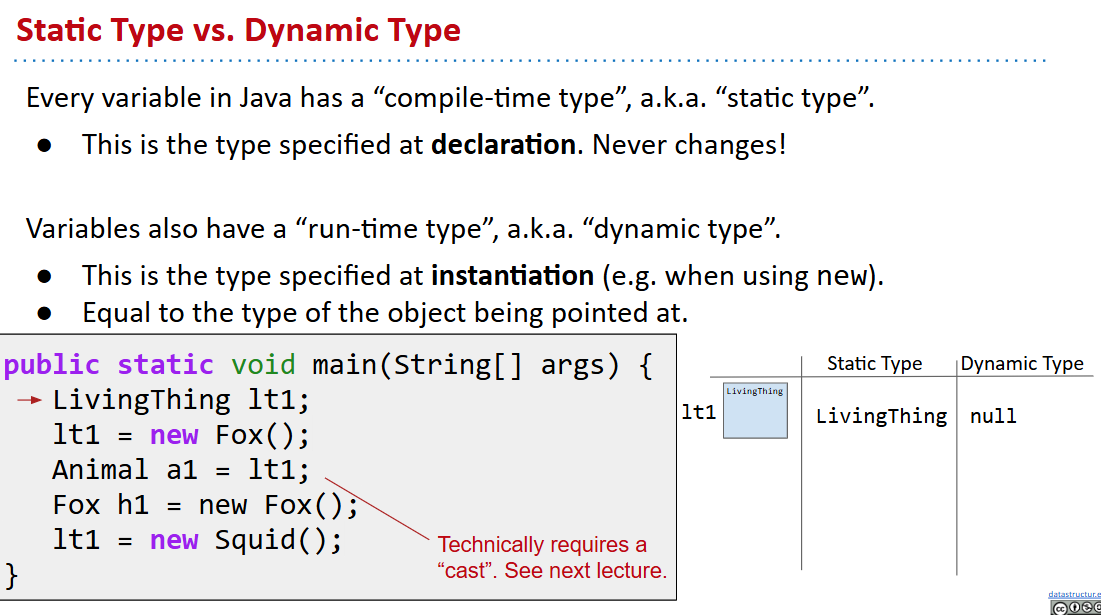 Static Type vs. Dynamic Type
Every variable in Java has a “compile-time type”, a.k.a. “static type”.
● This is the type specified at declaration. Never changes!
Variables also have a “run-time type”, a.k.a. “dynamic type”.
● This is the type specified at instantiation (e.g. when using new).
● Equal to the type of the object being pointed at.
public static void main(String[] args) {
LivingThing lt1;
lt1 = new Fox();
Animal a1 = lt1;
Fox h1 = new Fox();
lt1 = new Squid();
}
Technically requires a
“cast”. See next lecture.
Static Type Dynamic Type
LivingThing
lt1 LivingThing null
datastructur.e